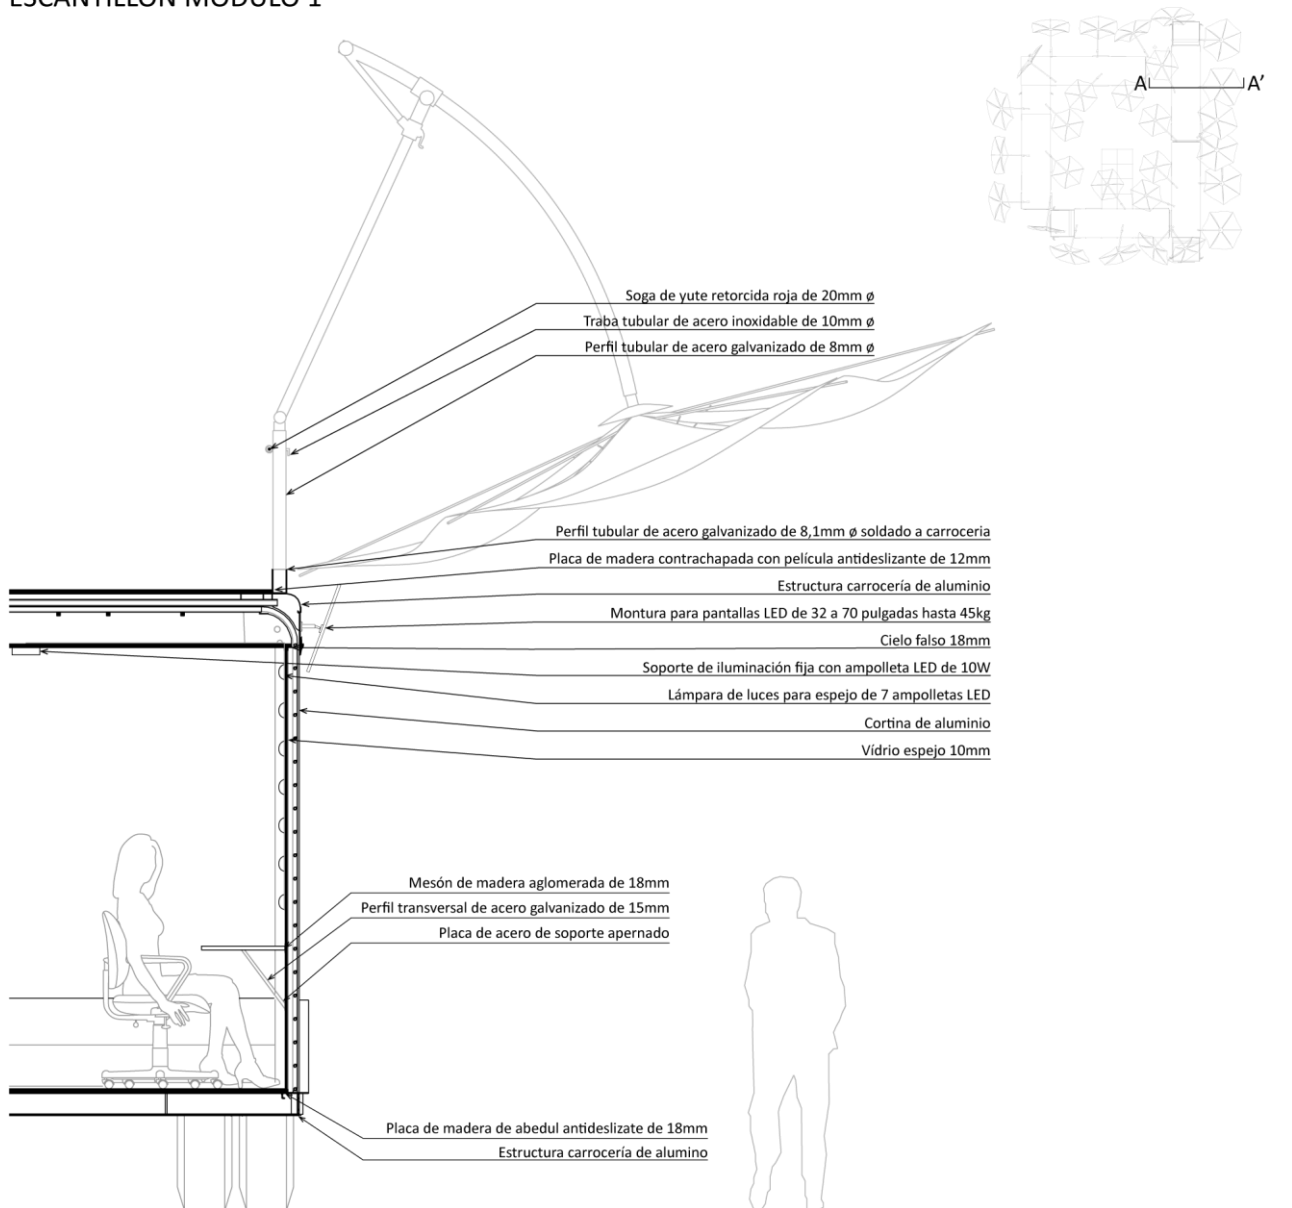 ESCANTILLÓN MÓDULO 1
A
A'
Soga de yute retorcida roja de 20mm ø
Traba tubular de acero inoxidable de 10mm ø
Perfil tubular de acero galvanizado de 8mm ø
Perfil tubular de acero galvanizado de 8,1mm ø soldado a carroceria
Placa de madera contrachapada con película antideslizante de 12mm
Estructura carrocería de aluminio
Montura para pantallas LED de 32 a 70 pulgadas hasta 45kg
Cielo falso 18mm
Soporte de iluminación fija con ampolleta LED de 10W
Lámpara de luces para espejo de 7 ampolletas LED
Cortina de aluminio
Vídrio espejo 10mm
Mesón de madera aglomerada de 18mm
Perfil transversal de acero galvanizado de 15mm
Placa de acero de soporte apernado
Placa de madera de abedul antideslizate de 18mm
Estructura carrocería de alumino